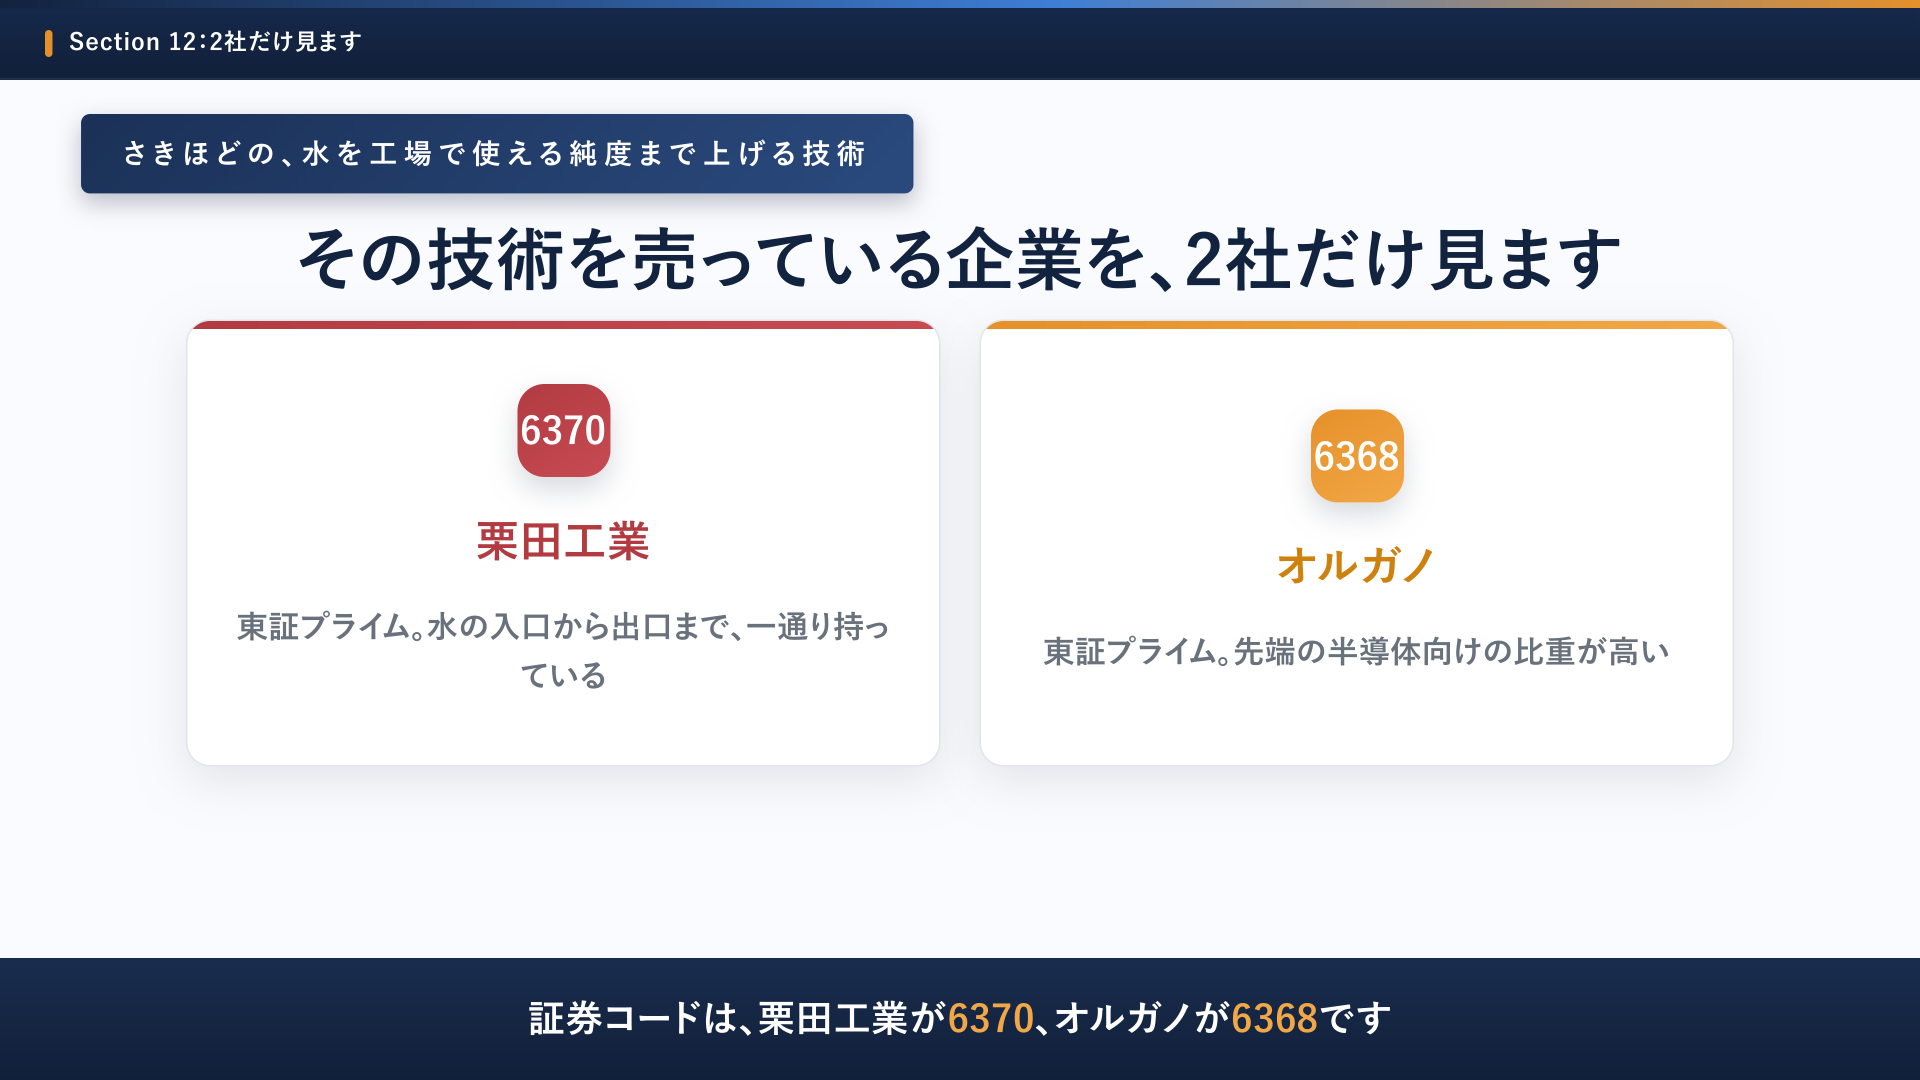 Section 12：2社だけ見ます
さきほどの、水を工場で使える純度まで上げる技術
その技術を売っている企業を、2社だけ見ます
6370
栗田工業
東証プライム。水の入口から出口まで、一通り持っ
ている
6368
オルガノ
東証プライム。先端の半導体向けの比重が高い
証券コードは、栗田工業が6370、オルガノが6368です